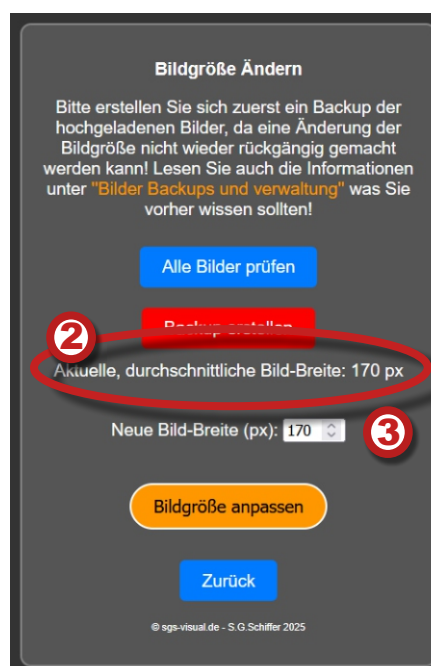 Bildgröße Ändern
Bitte erstellen Sie sich zuerst ein Backup der
hochgeladenen Bilder, da eine Änderung der
Bildgröße nicht wieder rückgängig gemacht
werden kann! Lesen Sie auch die Informationen
unter "Bilder Backups und verwaltung" was Sie
vorher wissen sollten!
Alle Bilder prüfen
Backup erstellen
2
Aktuelle, durchschnittliche Bild-Breite: 170 px
Neue Bild-Breite (px): 170
3
Bildgröße anpassen
Zurück
© sgs-visual.de - S.G.Schiffer 2025